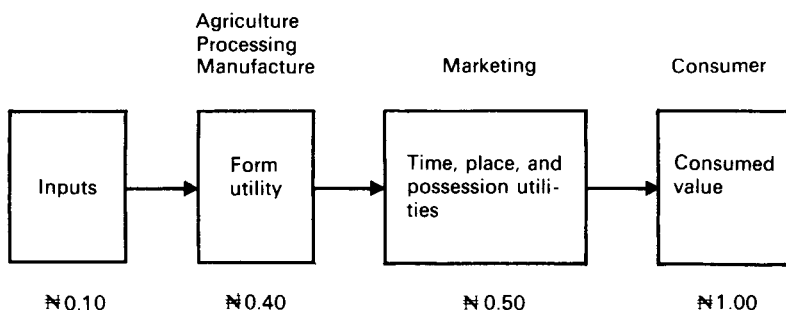 Agriculture
Processing
Manufacture
Marketing
Consumer
Inputs
Form
utility
Time, place, and
possession utili-
ties
Consumed
value
₦0.10
₦0.40
₦0.50
₦1.00